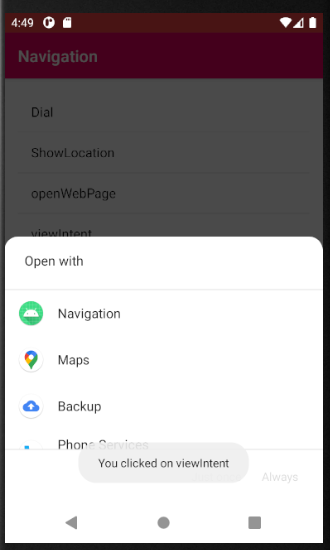 4:49
Navigation
Dial
ShowLocation
openWebPage
viewIntent
Open with
Navigation
Maps
Backup
Phone Services
You clicked on viewIntent
Always